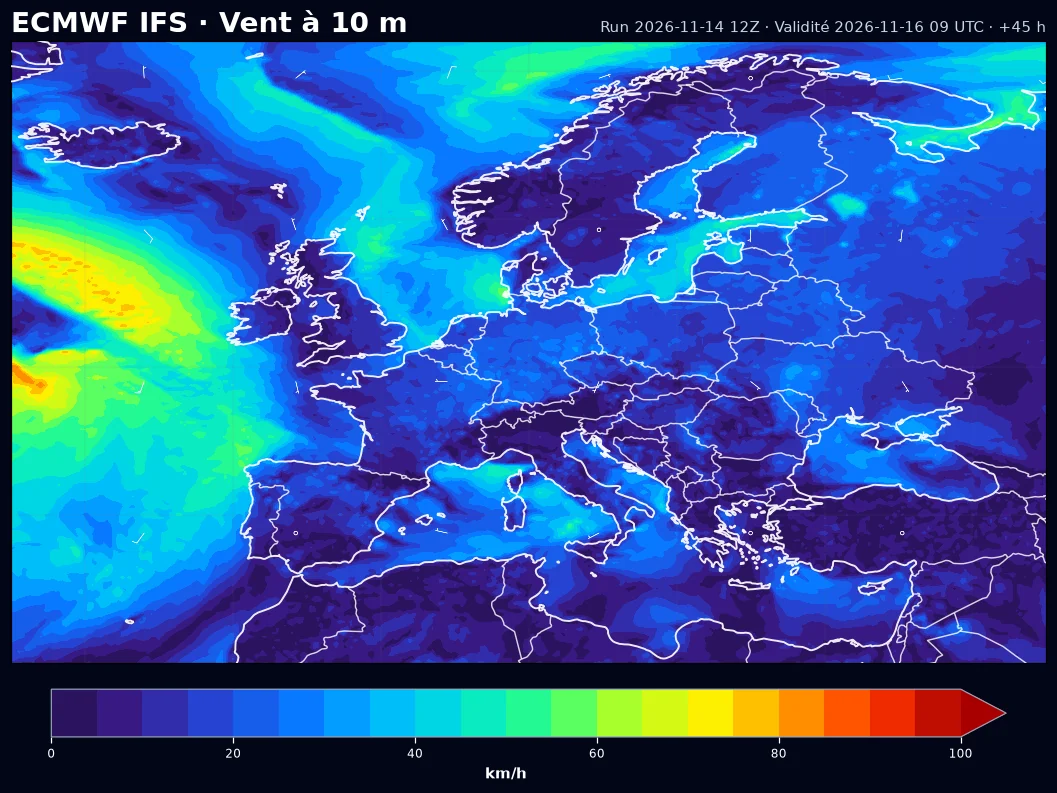 ECMWF IFS · Vent à 10 m
Run 2026-11-14 12Z · Validité 2026-11-16 09 UTC · +45 h
0 20 40 60 80 100
km/h